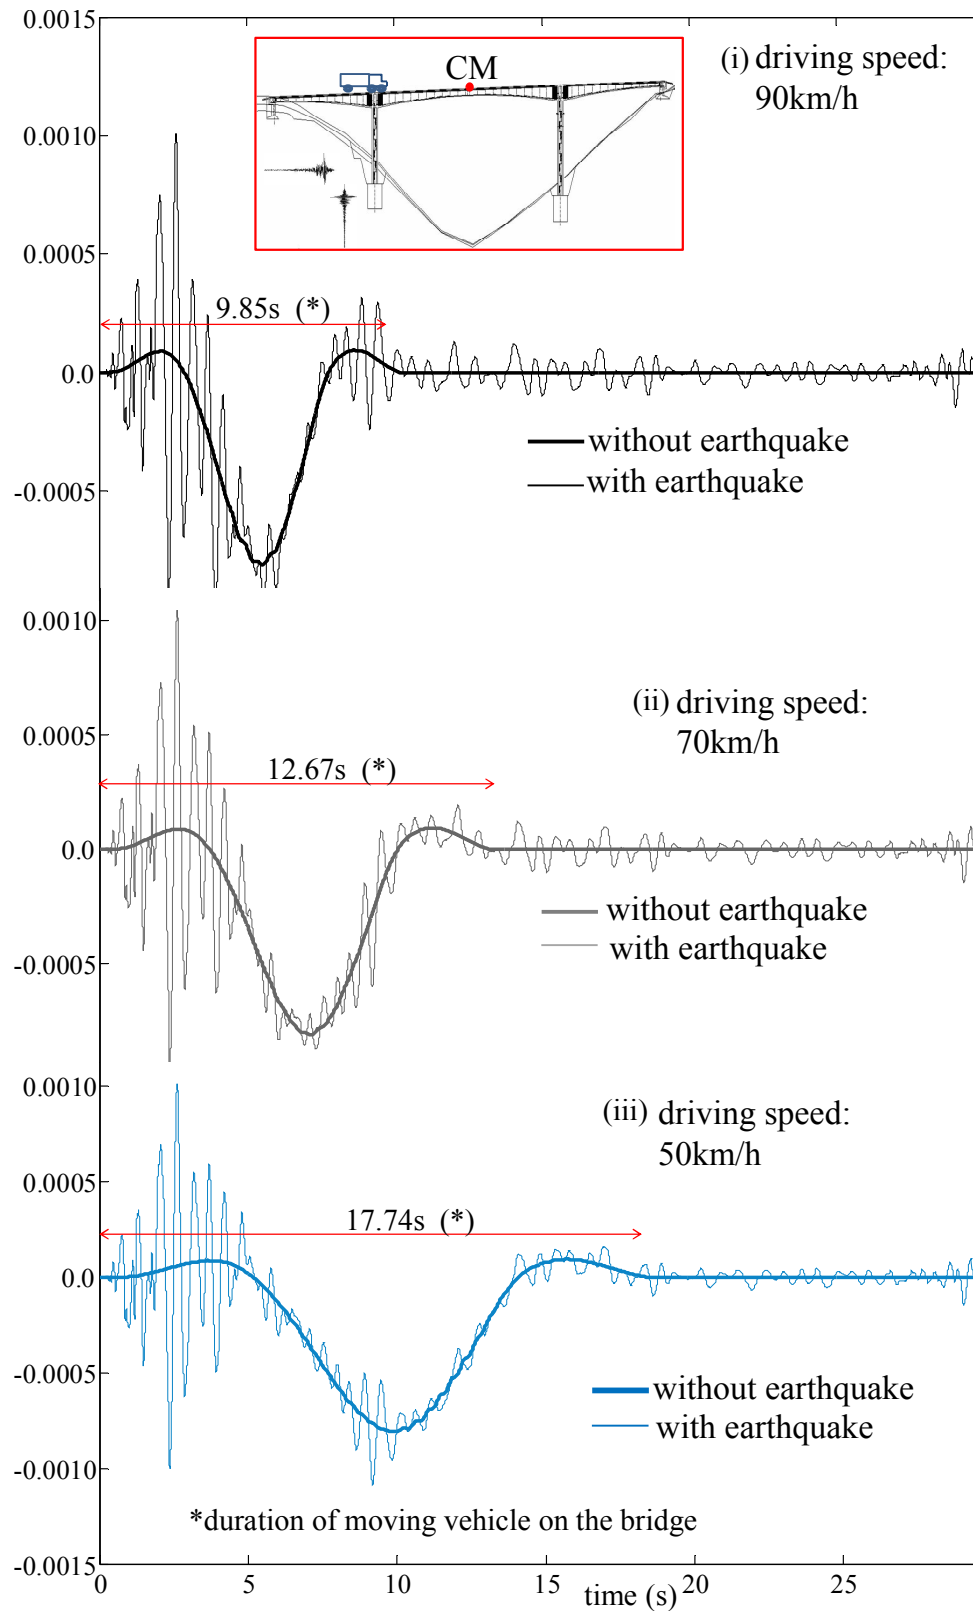 0.0015
(i) driving speed:
90km/h
CM
0.0010
0.0005
9.85s (*)
0.0
without earthquake
with earthquake
-0.0005
0.0010
(ii) driving speed:
70km/h
0.0005
12.67s (*)
0.0
without earthquake
with earthquake
-0.0005
0.0010
(iii) driving speed:
50km/h
0.0005
17.74s (*)
0.0
-0.0005
without earthquake
with earthquake
-0.0010
*duration of moving vehicle on the bridge
-0.0015
0 5 10 15 20 25
time (s)